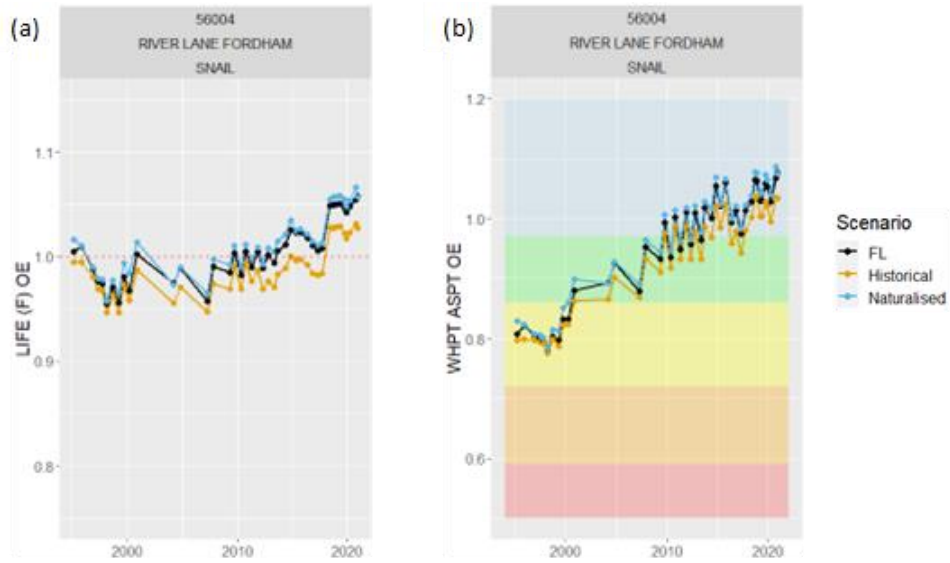 (a)
56004
RIVER LANE FORDHAM
SNAIL
LIFE (F) OE
1.1
1.0
0.9
0.8
2000
2010
2020
(b)
56004
RIVER LANE FORDHAM
SNAIL
WHPT ASPT OE
1.2
1.0
0.8
0.6
2000
2010
2020
Scenario
FL
Historical
Naturalised